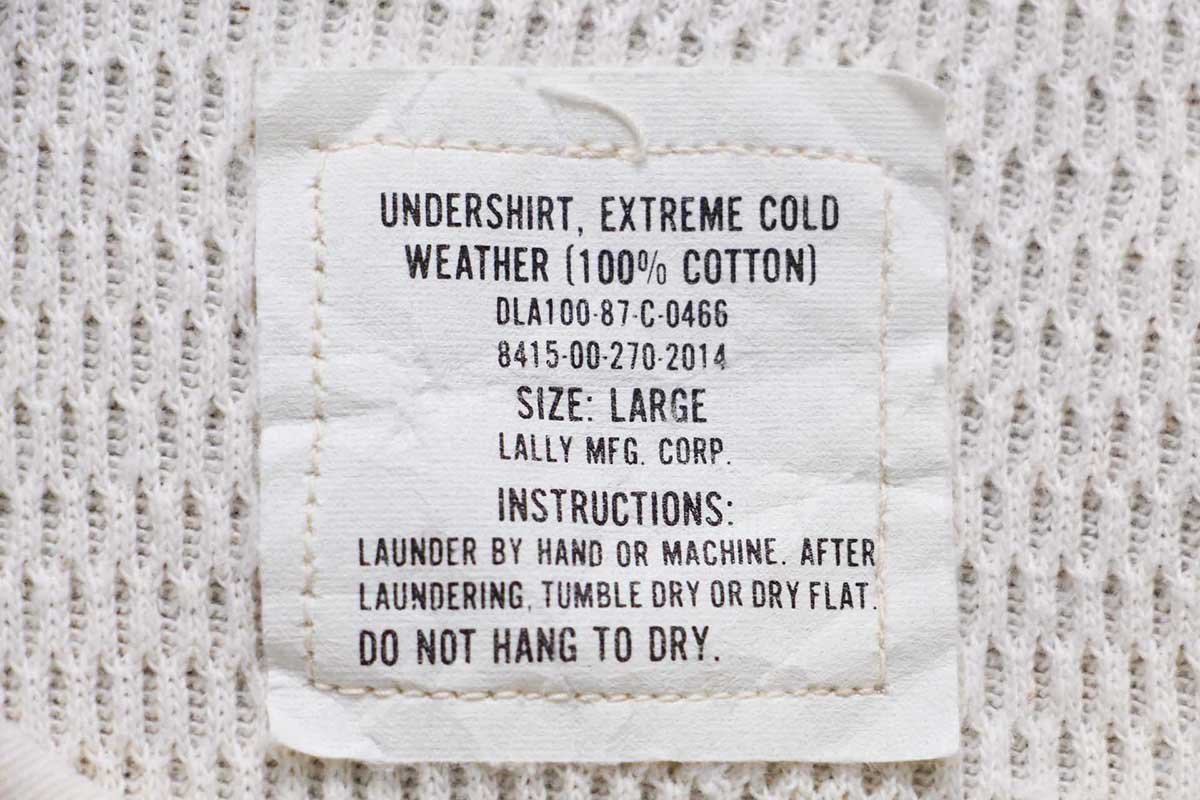 UNDERSHIRT, EXTREME COLD
WEATHER (100% COTTON)
DLA100-87-C-0466
8415-00-270-2014
SIZE: LARGE
LALLY MFG. CORP.
INSTRUCTIONS:
LAUNDER BY HAND OR MACHINE. AFTER
LAUNDERING, TUMBLE DRY OR DRY FLAT.
DO NOT HANG TO DRY.